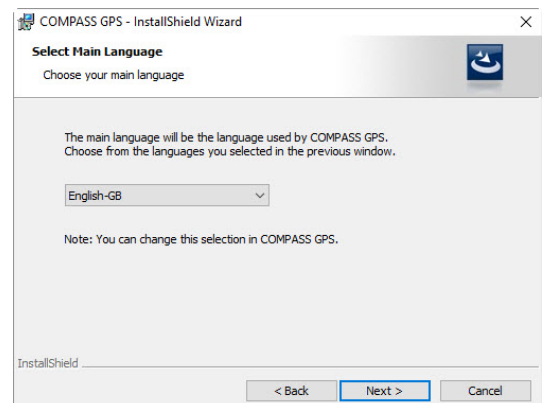 COMPASS GPS - InstallShield Wizard
Select Main Language
Choose your main language
The main language will be the language used by COMPASS GPS.
Choose from the languages you selected in the previous window.
English-GB
Note: You can change this selection in COMPASS GPS.
InstallShield
< Back Next > Cancel